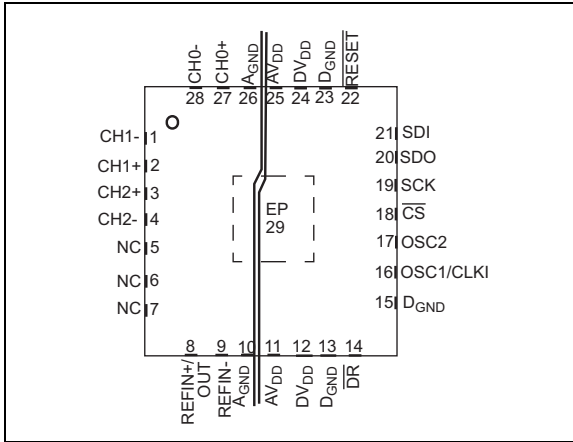 CH0-
CH0+
AGND
AVDD
DVDD
DGND
RESET
28 27 26 25 24 23 22
CH1- 1
CH1+ 2
CH2+ 3
CH2- 4
NC 5
NC 6
NC 7
EP
29
21 SDI
20 SDO
19 SCK
18 CS
17 OSC2
16 OSC1/CLKI
15 DGND
8 9 10 11 12 13 14
REFIN+/
OUT
REFIN-
AGND
AVDD
DVDD
DGND
DR